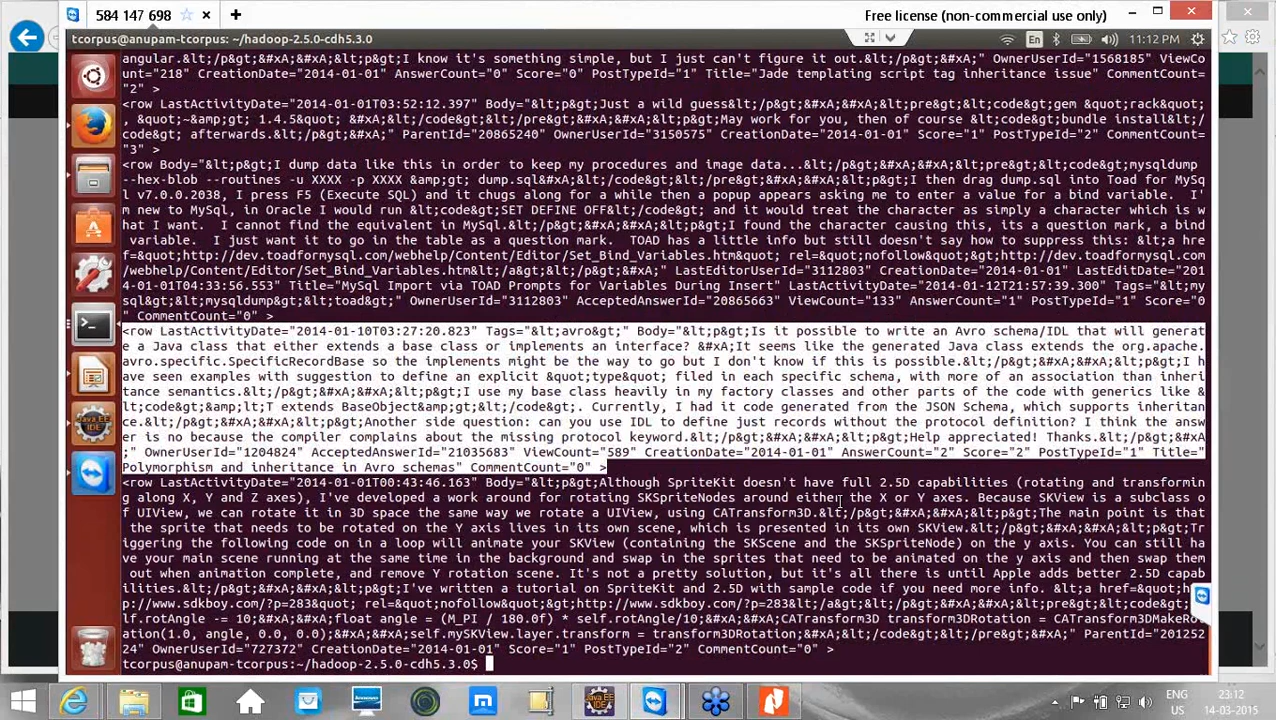 584 147 698
Free license (non-commercial use only)
tcorpus@anupam-tcorpus: ~/hadoop-2.5.0-cdh5.3.0
En
11:12 PM
angular.&lt;/p&gt;&#xA;&#xA;&lt;p&gt;I know it's something simple, but I just can't figure it out.&lt;/p&gt;&#xA;" OwnerUserId="1568185" ViewCo
unt="218" CreationDate="2014-01-01" AnswerCount="0" Score="0" PostTypeId="1" Title="Jade templating script tag inheritance issue" CommentCount=
"2" >
<row LastActivityDate="2014-01-01T03:52:12.397" Body="&lt;p&gt;Just a wild guess&lt;/p&gt;&#xA;&#xA;&lt;pre&gt;&lt;code&gt;gem &quot;rack&quot;
, &quot;~&amp;gt; 1.4.5&quot; &#xA;&lt;/code&gt;&lt;/pre&gt;&#xA;&#xA;&lt;p&gt;May work for you, then of course &lt;code&gt;bundle install&lt;/
code&gt; afterwards.&lt;/p&gt;&#xA;" ParentId="20865240" OwnerUserId="3150575" CreationDate="2014-01-01" Score="1" PostTypeId="2" CommentCount=
"3" >
<row Body="&lt;p&gt;I dump data like this in order to keep my procedures and image data. &#xA;&#xA;&lt;pre&gt;&lt;code&gt;mysqldump
--hex-blob --routines -u XXXX -p XXXX &amp;gt; dump.sql&#xA;&lt;/code&gt;&lt;/pre&gt;&#xA;&#xA;&lt;p&gt;I then drag dump.sql into Toad for MySq
l v7.0.0.2038, I press F5 (Execute SQL) and it chugs along for a while then a popup appears asking me to enter a value for a bind variable.  I'
m new to MySql, in Oracle I would run &lt;code&gt;SET DEFINE OFF&lt;/code&gt; and it would treat the character as simply a character which is w
hat I want.  I cannot find the equivalent in MySql.&lt;/p&gt;&#xA;&#xA;&lt;p&gt;I found the character causing this, its a question mark, a bind
 variable.  I just want it to go in the table as a question mark.  TOAD has a little info but still doesn't say how to suppress this: &lt;a hre
f=&quot;http://dev.toadformysql.com/webhelp/Content/Editor/Set_Bind_Variables.htm&quot; rel=&quot;nofollow&quot;&gt;http://dev.toadformysql.com
/webhelp/Content/Editor/Set_Bind_Variables.htm&lt;/a&gt;&lt;/p&gt;&#xA;" LastEditorUserId="3112803" CreationDate="2014-01-01" LastEditDate="201
4-01-01T04:33:56.553" Title="MySql Import via TOAD Prompts for Variables During Insert" LastActivityDate="2014-01-12T21:57:39.300" Tags="&lt;my
sql&gt;&lt;mysqldump&gt;&lt;toad&gt;" OwnerUserId="3112803" AcceptedAnswerId="20865663" ViewCount="133" AnswerCount="1" PostTypeId="1" Score="0
" CommentCount="0" >
<row LastActivityDate="2014-01-10T03:27:20.823" Tags="&lt;avro&gt;" Body="&lt;p&gt;Is it possible to write an Avro schema/IDL that will generat
e a Java class that either extends a base class or implements an interface? &#xA;It seems like the generated Java class extends the org.apache.
avro.specific.SpecificRecordBase so the implements might be the way to go but I don't know if this is possible.&lt;/p&gt;&#xA;&#xA;&lt;p&gt;I h
ave seen examples with suggestion to define an explicit &quot;type&quot; filed in each specific schema, with more of an association than inheri
tance semantics.&lt;/p&gt;&#xA;&#xA;&lt;p&gt;I use my base class heavily in my factory classes and other parts of the code with generics like &
lt;code&gt;&amp;lt;T extends BaseObject&amp;gt;&lt;/code&gt;. Currently, I had it code generated from the JSON Schema, which supports inheritan
ce.&lt;/p&gt;&#xA;&#xA;&lt;p&gt;Another side question: can you use IDL to define just records without the protocol definition? I think the answ
er is no because the compiler complains about the missing protocol keyword.&lt;/p&gt;&#xA;&#xA;&lt;p&gt;Help appreciated! Thanks.&lt;/p&gt;&#xA
;" OwnerUserId="1204824" AcceptedAnswerId="21035683" ViewCount="589" CreationDate="2014-01-01" AnswerCount="2" Score="2" PostTypeId="1" Title="
Polymorphism and inheritance in Avro schemas" CommentCount="0" >
<row LastActivityDate="2014-01-01T00:43:46.163" Body="&lt;p&gt;Although SpriteKit doesn't have full 2.5D capabilities (rotating and transformin
g along X, Y and Z axes), I've developed a work around for rotating SKSpriteNodes around either the X or Y axes. Because SKView is a subclass o
f UIView, we can rotate it in 3D space the same way we rotate a UIView, using CATransform3D.&lt;/p&gt;&#xA;&#xA;&lt;p&gt;The main point is that
 the sprite that needs to be rotated on the Y axis lives in its own scene, which is presented in its own SKView.&lt;/p&gt;&#xA;&#xA;&lt;p&gt;Tr
iggering the following code on in a loop will animate your SKView (containing the SKScene and the SKSpriteNode) on the y axis. You can still ha
ve your main scene running at the same time in the background and swap in the sprites that need to be animated on the y axis and then swap them
 out when animation complete, and remove Y rotation scene. It's not a pretty solution, but it's all there is until Apple adds better 2.5D capab
ilities.&lt;/p&gt;&#xA;&#xA;&lt;p&gt;I've written a tutorial on SpriteKit and 2.5D with sample code if you need more info. &lt;a href=&quot;htt
p://www.sdkboy.com/?p=283&quot; rel=&quot;nofollow&quot;&gt;http://www.sdkboy.com/?p=283&lt;/a&gt;&lt;/p&gt;&#xA;&#xA;&lt;pre&gt;&lt;code&gt;
lf.rotAngle -= 10;&#xA;float angle = (M_PI / 180.0f) * self.rotAngle/10;&#xA;CATransform3D transform3DRotation = CATransform3DMakeRot
ation(1.0, angle, 0.0, 0.0);&#xA;&#xA;self.mySKView.layer.transform = transform3DRotation;&#xA;&lt;/code&gt;&lt;/pre&gt;&#xA;" ParentId="201252
24" OwnerUserId="727372" CreationDate="2014-01-01" Score="1" PostTypeId="2" CommentCount="0" >
tcorpus@anupam-tcorpus:~/hadoop-2.5.0-cdh5.3.0$
ENG
US
23:12
14-03-2015